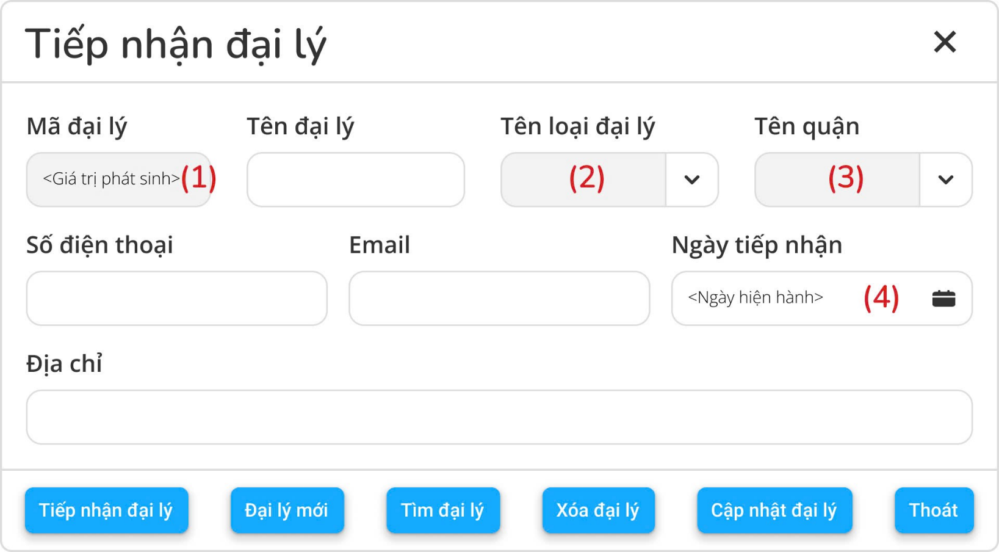 Tiếp nhận đại lý
Mã đại lý Tên đại lý Tên loại đại lý Tên quận
<Giá trị phát sinh>(1) (2) (3)
Số điện thoại Email Ngày tiếp nhận
<Ngày hiện hành> (4)
Địa chỉ
Tiếp nhận đại lý Đại lý mới Tìm đại lý Xóa đại lý Cập nhật đại lý Thoát